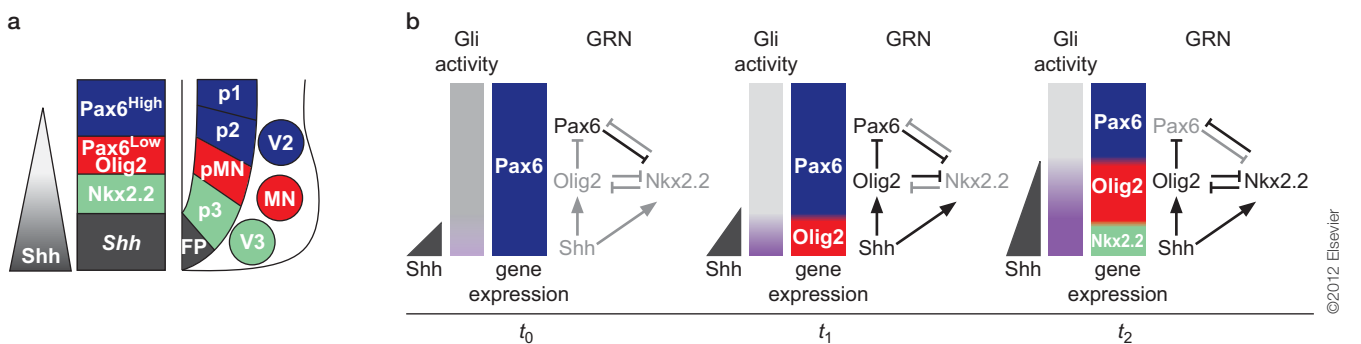 a
Shh
Pax6High
Pax6Low
Olig2
Nkx2.2
Shh
p1
p2
pMN
p3
FP
V2
MN
V3
b
Gli
activity
GRN
Shh
Pax6
gene
expression
Pax6
Olig2
Nkx2.2
Shh
t0
Gli
activity
GRN
Shh
Pax6
Olig2
gene
expression
Pax6
Olig2
Nkx2.2
Shh
t1
Gli
activity
GRN
Shh
Pax6
Olig2
Nkx2.2
gene
expression
Pax6
Olig2
Nkx2.2
Shh
t2
©2012 Elsevier